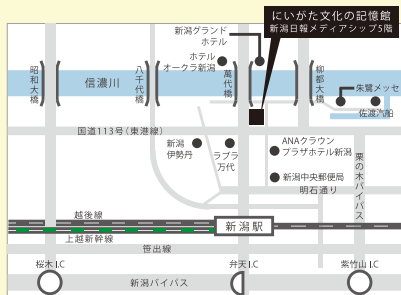 にいがた文化の記憶館
新潟日報メディアシップ5階
新潟グランド
ホテル
ホテル
オークラ新潟
昭和大橋
信濃川
八千代橋
萬代橋
柳都大橋
朱鷺メッセ
佐渡汽船
国道113号(東港線)
新潟
伊勢丹
ラブラ
万代
ANAクラウン
プラザホテル新潟
新潟中央郵便局
明石通り
栗の木バイパス
越後線
新潟駅
上越新幹線
笹出線
桜木I.C
弁天I.C
紫竹山I.C
新潟バイパス